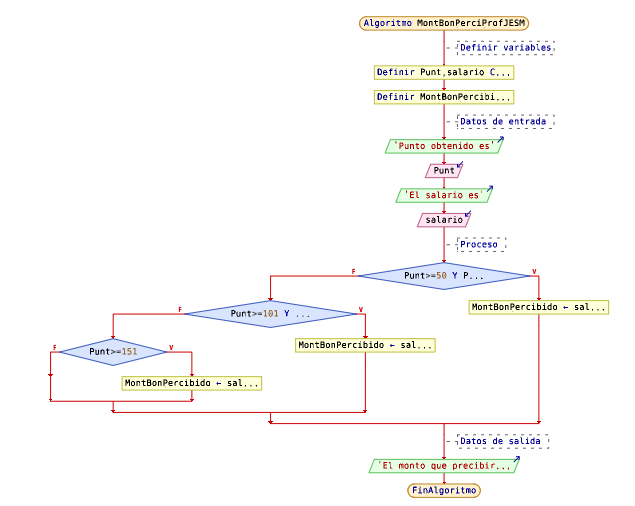 Algoritmo MontBonPerciProfJESM
Definir variables
Definir Punt,salario C...
Definir MontBonPercibi...
Datos de entrada
'Punto obtenido es'
Punt
'El salario es'
salario
Proceso
F Punt>=50 Y P... V
F Punt>=101 Y ... V
MontBonPercibido ← sal...
MontBonPercibido ← sal...
F Punt>=151 V
MontBonPercibido ← sal...
Datos de salida
'El monto que precibir...
FinAlgoritmo